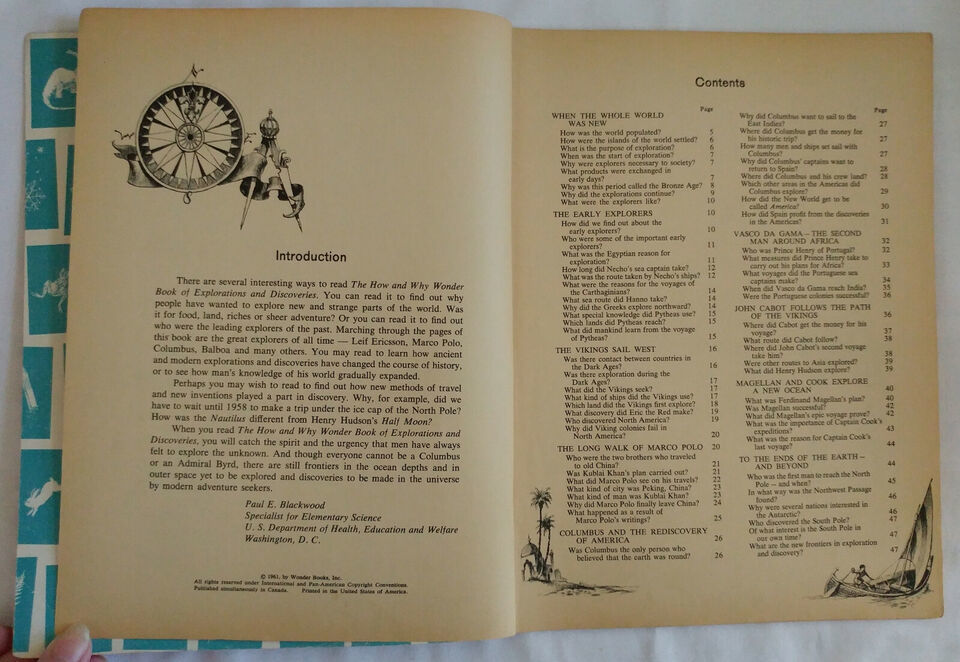 Introduction
There are several interesting ways to read The How and Why Wonder
Book of Explorations and Discoveries. You can read it to find out why
people have wanted to explore new and strange parts of the world. Was
it for food, land, riches or sheer adventure? Or you can read it to find out
who were the leading explorers of the past. Marching through the pages of
this book are the great explorers of all time — Leif Ericsson, Marco Polo,
Columbus, Balboa and many others. You may read to learn how ancient
and modern explorations and discoveries have changed the course of history,
or to see how man's knowledge of his world gradually expanded.
Perhaps you may wish to read to find out how new methods of travel
and new inventions played a part in discovery. Why, for example, did we
have to wait until 1958 to make a trip under the ice cap of the North Pole?
How was the Nautilus different from Henry Hudson's Half Moon?
When you read The How and Why Wonder Book of Explorations and
Discoveries, you will catch the spirit and the urgency that men have always
felt to explore the unknown. And though everyone cannot be a Columbus
or an Admiral Byrd, there are still frontiers in the ocean depths and in
outer space yet to be explored and discoveries to be made in the universe
by modern adventure seekers.
Paul E. Blackwood
Specialist for Elementary Science
U. S. Department of Health, Education and Welfare
Washington, D. C.
© 1961, by Wonder Books, Inc.
All rights reserved under International and Pan-American Copyright Conventions.
Published simultaneously in Canada. Printed in the United States of America.
Contents
Page
WHEN THE WHOLE WORLD
WAS NEW
How was the world populated? 5
How were the islands of the world settled? 6
What is the purpose of exploration? 6
When was the start of exploration? 7
Why were explorers necessary to society? 7
What products were exchanged in
early days? 7
Why was this period called the Bronze Age? 8
Why did the explorations continue? 9
What were the explorers like? 10
THE EARLY EXPLORERS 10
How did we find out about the
early explorers? 10
Who were some of the important early
explorers? 11
What was the Egyptian reason for
exploration? 11
How long did Necho's sea captain take? 12
What was the route taken by Necho's ships? 12
What were the reasons for the voyages of
the Carthaginians? 14
What sea route did Hanno take? 14
Why did the Greeks explore northward? 14
What special knowledge did Pytheas use? 15
Which lands did Pytheas reach? 15
What did mankind learn from the voyage
of Pytheas? 15
THE VIKINGS SAIL WEST 16
Was there contact between countries in
the Dark Ages? 16
Was there exploration during the
Dark Ages? 17
What did the Vikings seek? 17
What kind of ships did the Vikings use? 17
Which land did the Vikings first explore? 18
What discovery did Eric the Red make? 19
Who discovered North America? 19
Why did Viking colonies fail in
North America? 20
THE LONG WALK OF MARCO POLO 20
Who were the two brothers who traveled
to old China? 21
Was Kublai Khan's plan carried out? 21
What did Marco Polo see on his travels? 22
What kind of city was Peking, China? 23
What kind of man was Kublai Khan? 23
Why did Marco Polo finally leave China? 24
What happened as a result of
Marco Polo's writings? 25
COLUMBUS AND THE REDISCOVERY
OF AMERICA 26
Was Columbus the only person who
believed that the earth was round? 26
Page
Why did Columbus want to sail to the
East Indies? 27
Where did Columbus get the money for
his historic trip? 27
How many men and ships set sail with
Columbus? 27
Why did Columbus' captains want to
return to Spain? 28
Where did Columbus and his crew land? 28
Which other areas in the Americas did
Columbus explore? 29
How did the New World get to be
called America? 30
How did Spain profit from the discoveries
in the Americas? 31
VASCO DA GAMA — THE SECOND
MAN AROUND AFRICA 32
Who was Prince Henry of Portugal? 32
What measures did Prince Henry take to
carry out his plans for Africa? 33
What voyages did the Portuguese sea
captains make? 34
When did Vasco da Gama reach India? 35
Were the Portuguese colonies successful? 36
JOHN CABOT FOLLOWS THE PATH
OF THE VIKINGS 36
Where did Cabot get the money for his
voyage? 37
What route did Cabot follow? 38
Where did John Cabot's second voyage
take him? 38
Were other routes to Asia explored? 39
What did Henry Hudson explore? 39
MAGELLAN AND COOK EXPLORE
A NEW OCEAN 40
What was Ferdinand Magellan's plan? 40
Was Magellan successful? 42
What did Magellan's epic voyage prove? 42
What was the importance of Captain Cook's
expeditions? 43
What was the reason for Captain Cook's
last voyage? 44
TO THE ENDS OF THE EARTH —
AND BEYOND 44
Who was the first man to reach the North
Pole — and when? 45
In what way was the Northwest Passage
found? 46
Why were several nations interested in
the Antarctic? 46
Who discovered the South Pole? 47
Of what interest is the South Pole in
our own time? 47
What are the new frontiers in exploration
and discovery? 47